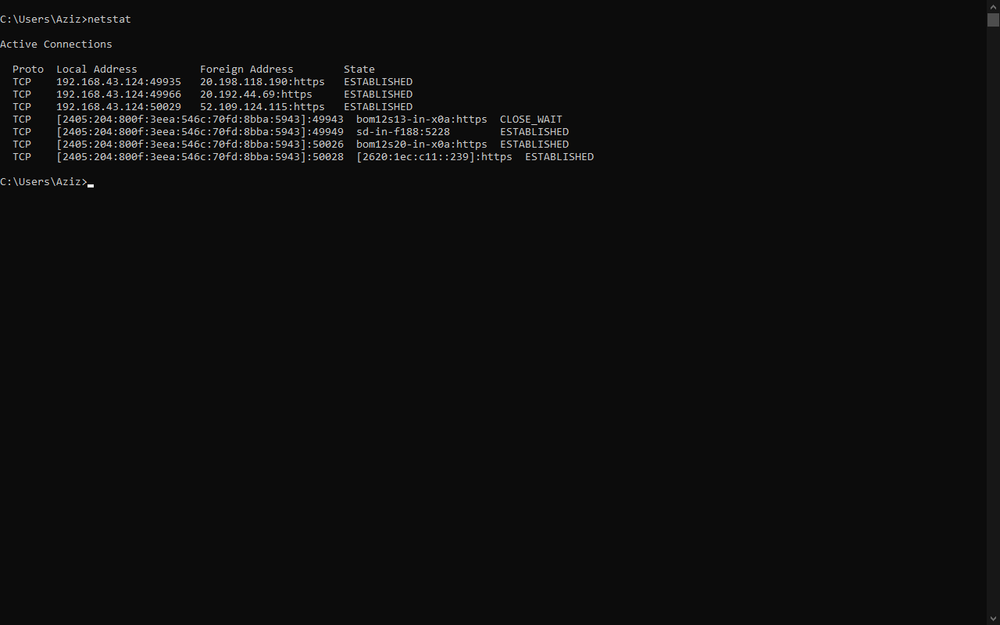 C:\Users\Aziz>netstat
Active Connections
Proto  Local Address          Foreign Address        State
TCP    192.168.43.124:49935   20.198.118.190:https   ESTABLISHED
TCP    192.168.43.124:49966   20.192.44.69:https     ESTABLISHED
TCP    192.168.43.124:50029   52.109.124.115:https   ESTABLISHED
TCP    [2405:204:800f:3eea:546c:70fd:8bba:5943]:49943  bom12s13-in-x0a:https  CLOSE_WAIT
TCP    [2405:204:800f:3eea:546c:70fd:8bba:5943]:49949  sd-in-f188:5228        ESTABLISHED
TCP    [2405:204:800f:3eea:546c:70fd:8bba:5943]:50026  bom12s20-in-x0a:https  ESTABLISHED
TCP    [2405:204:800f:3eea:546c:70fd:8bba:5943]:50028  [2620:1ec:c11::239]:https  ESTABLISHED
C:\Users\Aziz>